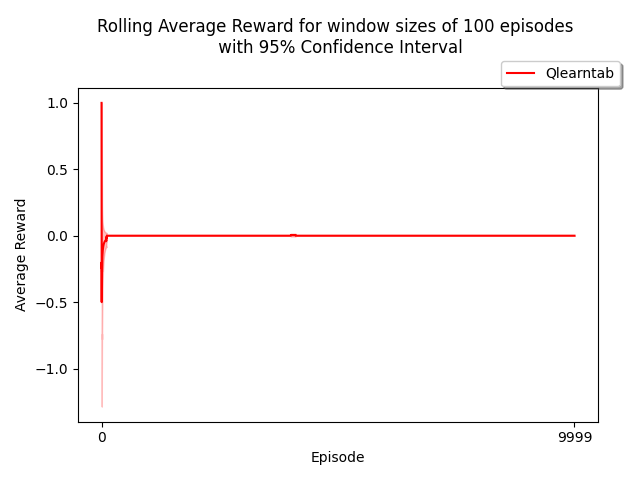 Rolling Average Reward for window sizes of 100 episodes
with 95% Confidence Interval
Qlearntab
1.0
0.5
0.0
−0.5
−1.0
Average Reward
0
9999
Episode